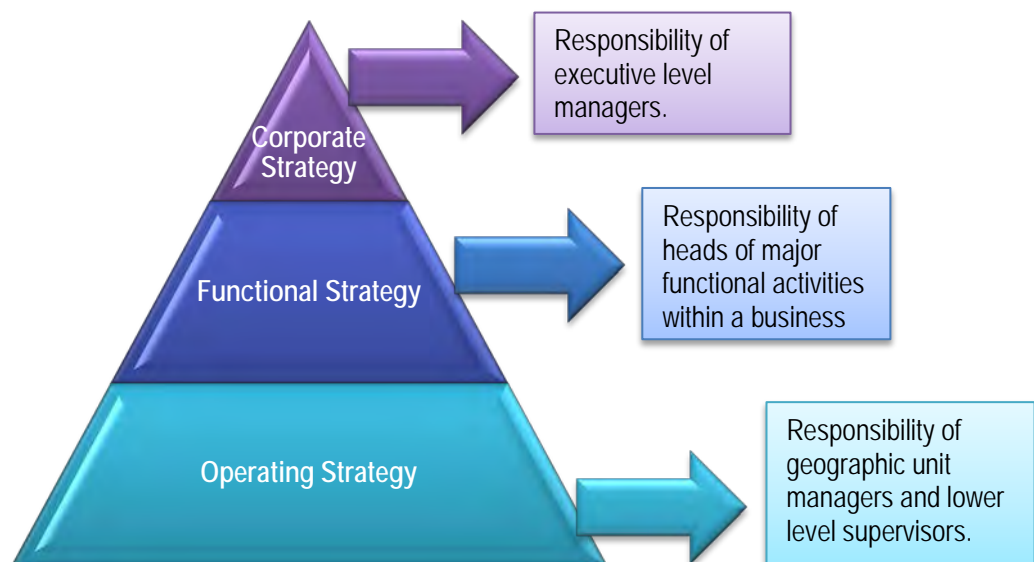 Corporate
Strategy
Responsibility of
executive level
managers.
Functional Strategy
Responsibility of
heads of major
functional activities
within a business
Operating Strategy
Responsibility of
geographic unit
managers and lower
level supervisors.